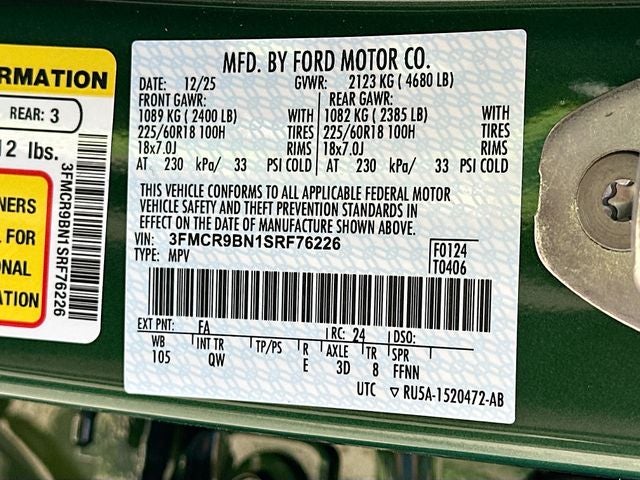 RMATION
REAR: 3
12 lbs.
NERS
L FOR
ONAL
ATION
3FMCR9BN1SRF76226
MFD. BY FORD MOTOR CO.
DATE: 12/25 GVWR: 2123 KG ( 4680 LB)
FRONT GAWR: REAR GAWR:
1089 KG ( 2400 LB) WITH 1082 KG ( 2385 LB) WITH
225/60R18 100H TIRES 225/60R18 100H TIRES
18x7.0J RIMS 18x7.0J RIMS
AT 230 kPa/ 33 PSI COLD AT 230 kPa/ 33 PSI COLD
THIS VEHICLE CONFORMS TO ALL APPLICABLE FEDERAL MOTOR
VEHICLE SAFETY AND THEFT PREVENTION STANDARDS IN
EFFECT ON THE DATE OF MANUFACTURE SHOWN ABOVE.
VIN: 3FMCR9BN1SRF76226 F0124
TYPE: MPV T0406
EXT PNT: FA RC: 24 DSO:
WB INT TR TP/PS R AXLE TR SPR
105 QW E 3D 8 FFNN
UTC ▽ RU5A-1520472-AB